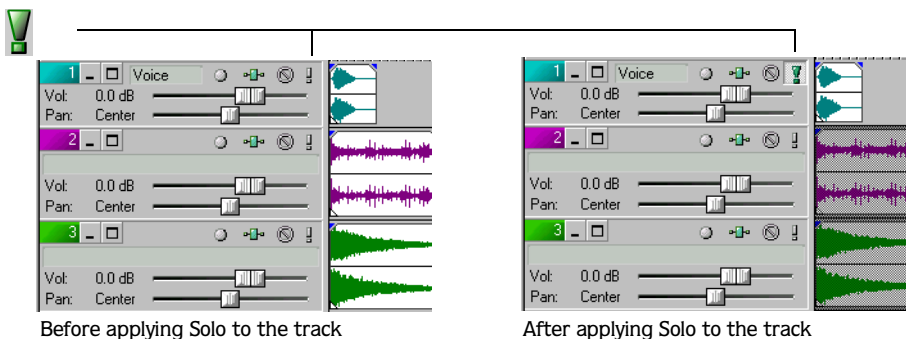 1 Voice
Vol: 0.0 dB
Pan: Center
2
Vol: 0.0 dB
Pan: Center
3
Vol: 0.0 dB
Pan: Center
Before applying Solo to the track
1 Voice
Vol: 0.0 dB
Pan: Center
2
Vol: 0.0 dB
Pan: Center
3
Vol: 0.0 dB
Pan: Center
After applying Solo to the track